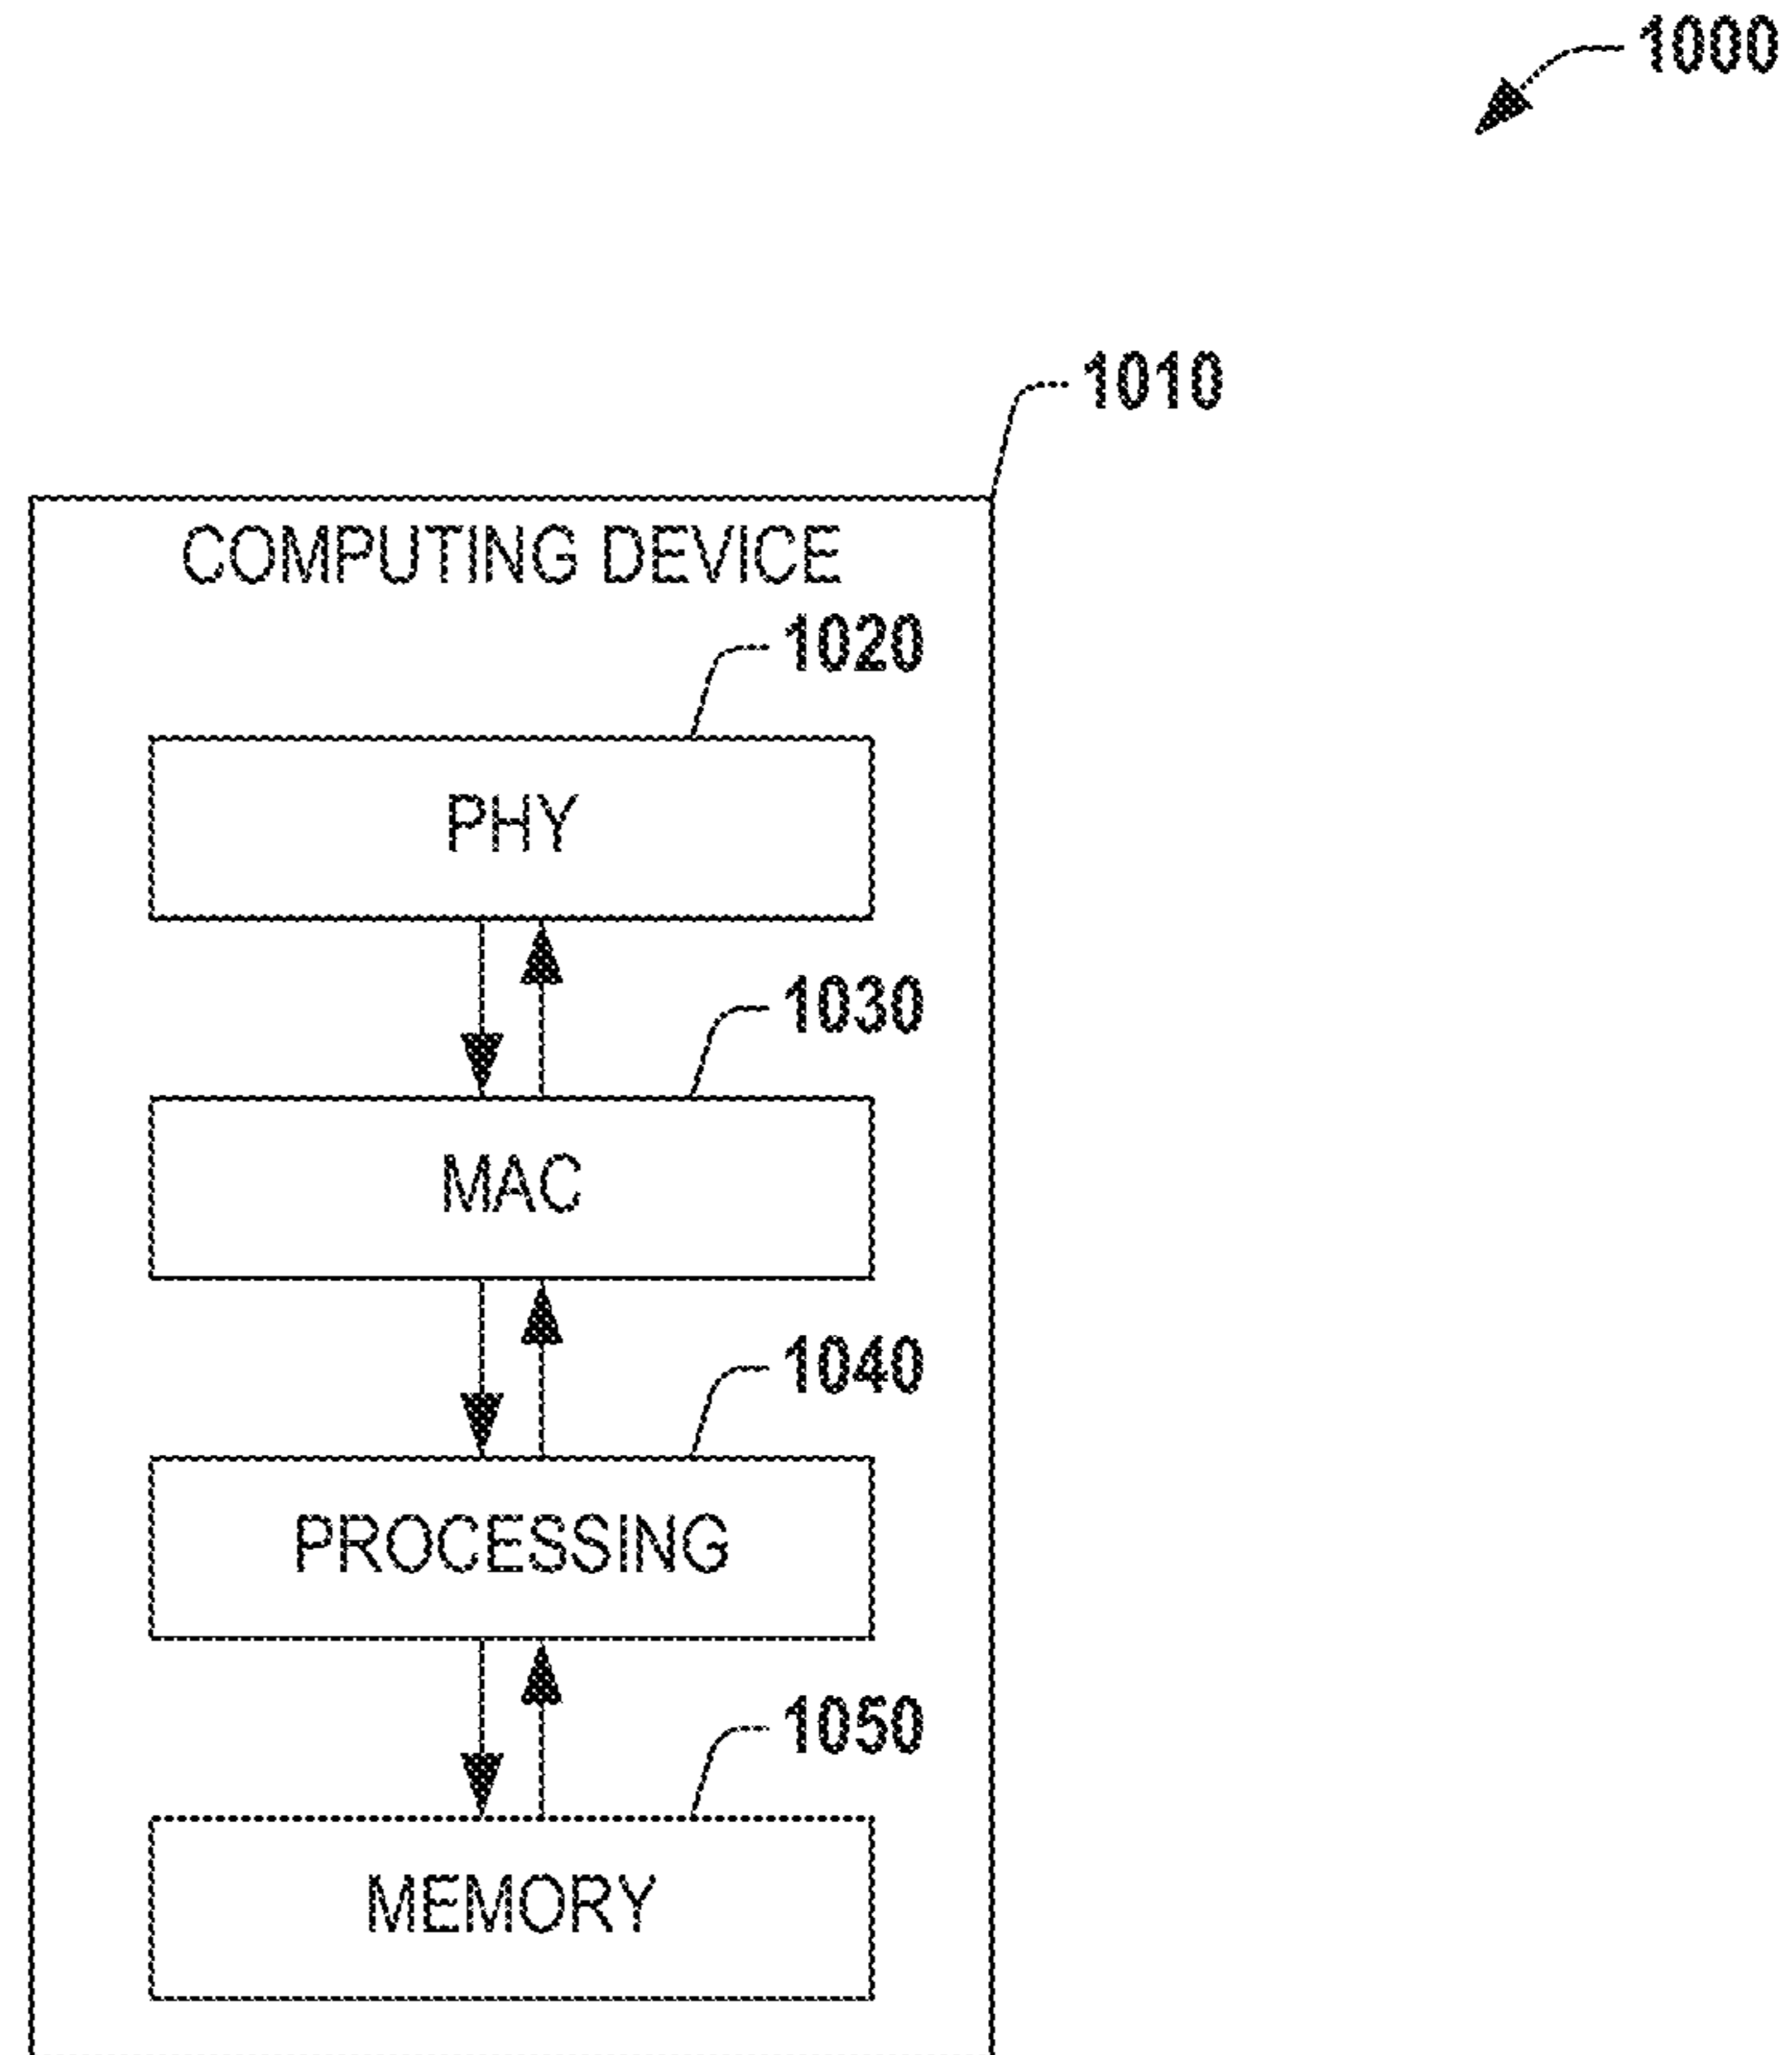 1000
1010
COMPUTING DEVICE
1020
PHY
1030
MAC
1040
PROCESSING
1050
MEMORY